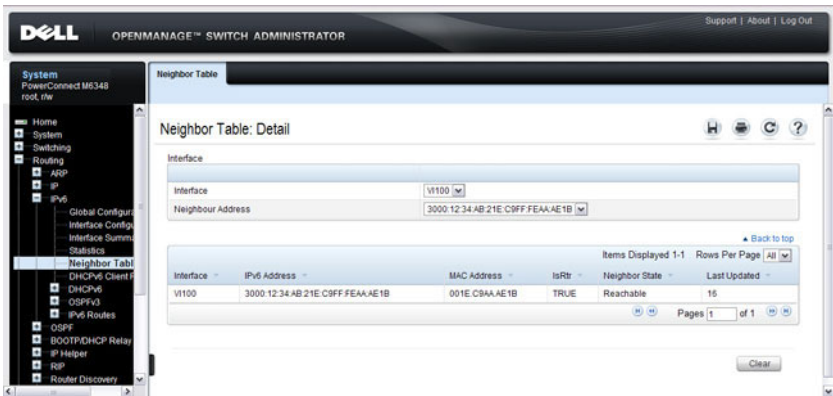 Support | About | Log Out
DELL OPENMANAGE™ SWITCH ADMINISTRATOR
System
PowerConnect M6348
root, r/w
Home
System
Switching
Routing
ARP
IP
IPv6
Global Configur
Interface Configu
Interface Summa
Statistics
Neighbor Tabl
DHCPv6 Client
DHCPv6
OSPFv3
IPv6 Routes
OSPF
BOOTP/DHCP Relay
IP Helper
RIP
Router Discovery
Neighbor Table
Neighbor Table: Detail
Interface
Interface Vl100
Neighbour Address 3000:12:34:AB:21E:C9FF:FEAA:AE1B
Back to top
Items Displayed 1-1 Rows Per Page All
Interface IPv6 Address MAC Address IsRtr Neighbor State Last Updated
Vl100 3000:12:34:AB:21E:C9FF:FEAA:AE1B 001E.C9AA.AE1B TRUE Reachable 16
Pages 1 of 1
Clear